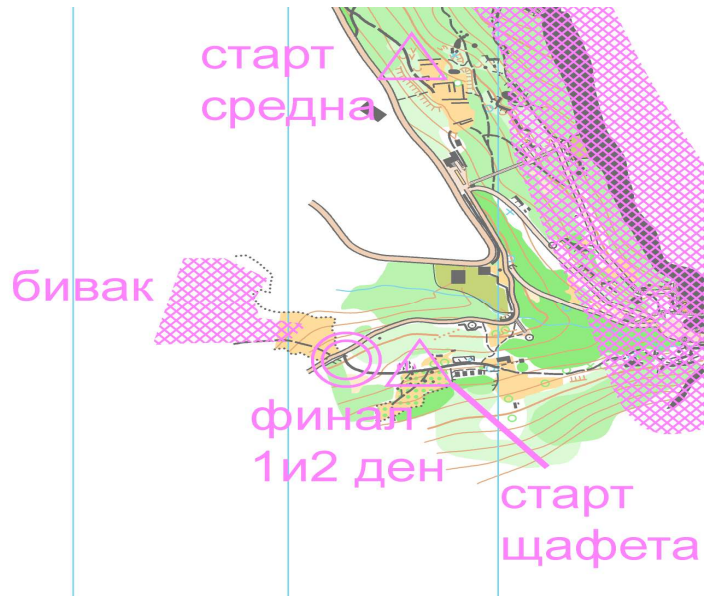 старт
средна
бивак
финал
1и2 ден
старт
щафета